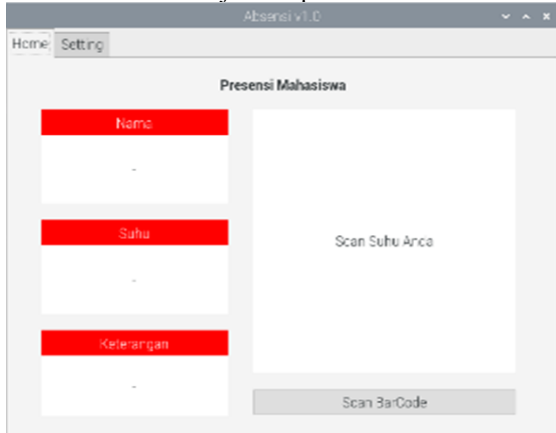 Absensi v1.0
Home Setting
Presensi Mahasiswa
Nama
-
Suhu
-
Keterangan
-
Scan Suhu Anda
Scan BarCode